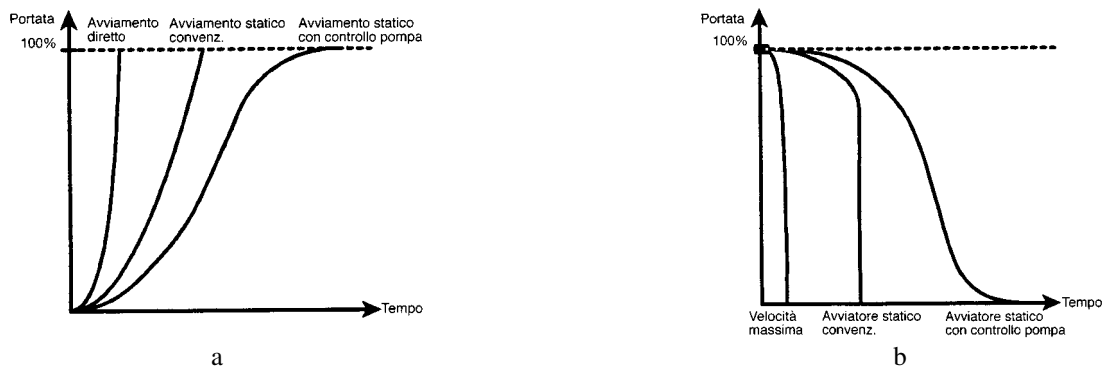 Portata
100%
Avviamento
diretto
Avviamento statico
convenz.
Avviamento statico
con controllo pompa
Tempo
a
Portata
100%
Tempo
Velocità
massima
Avviatore statico
convenz.
Avviatore statico
con controllo pompa
b